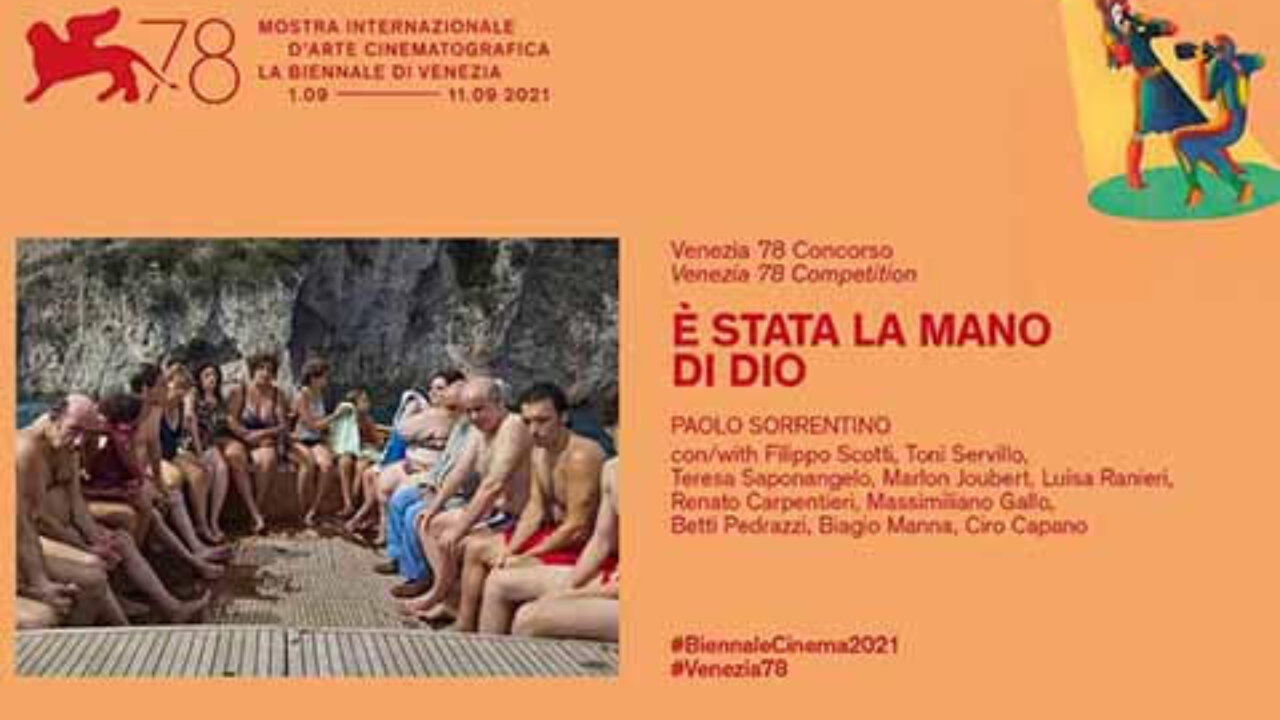 78
MOSTRA INTERNAZIONALE
D'ARTE CINEMATOGRAFICA
LA BIENNALE DI VENEZIA
1.09 11.09 2021
Venezia 78 Concorso
Venezia 78 Competition
È STATA LA MANO
DI DIO
PAOLO SORRENTINO
con/with Filippo Scotti, Toni Servillo,
Teresa Saponangelo, Marlon Joubert, Luisa Ranieri,
Renato Carpentieri, Massimiliano Gallo,
Betti Pedrazzi, Biagio Manna, Ciro Capano
#BiennaleCinema2021
#Venezia78